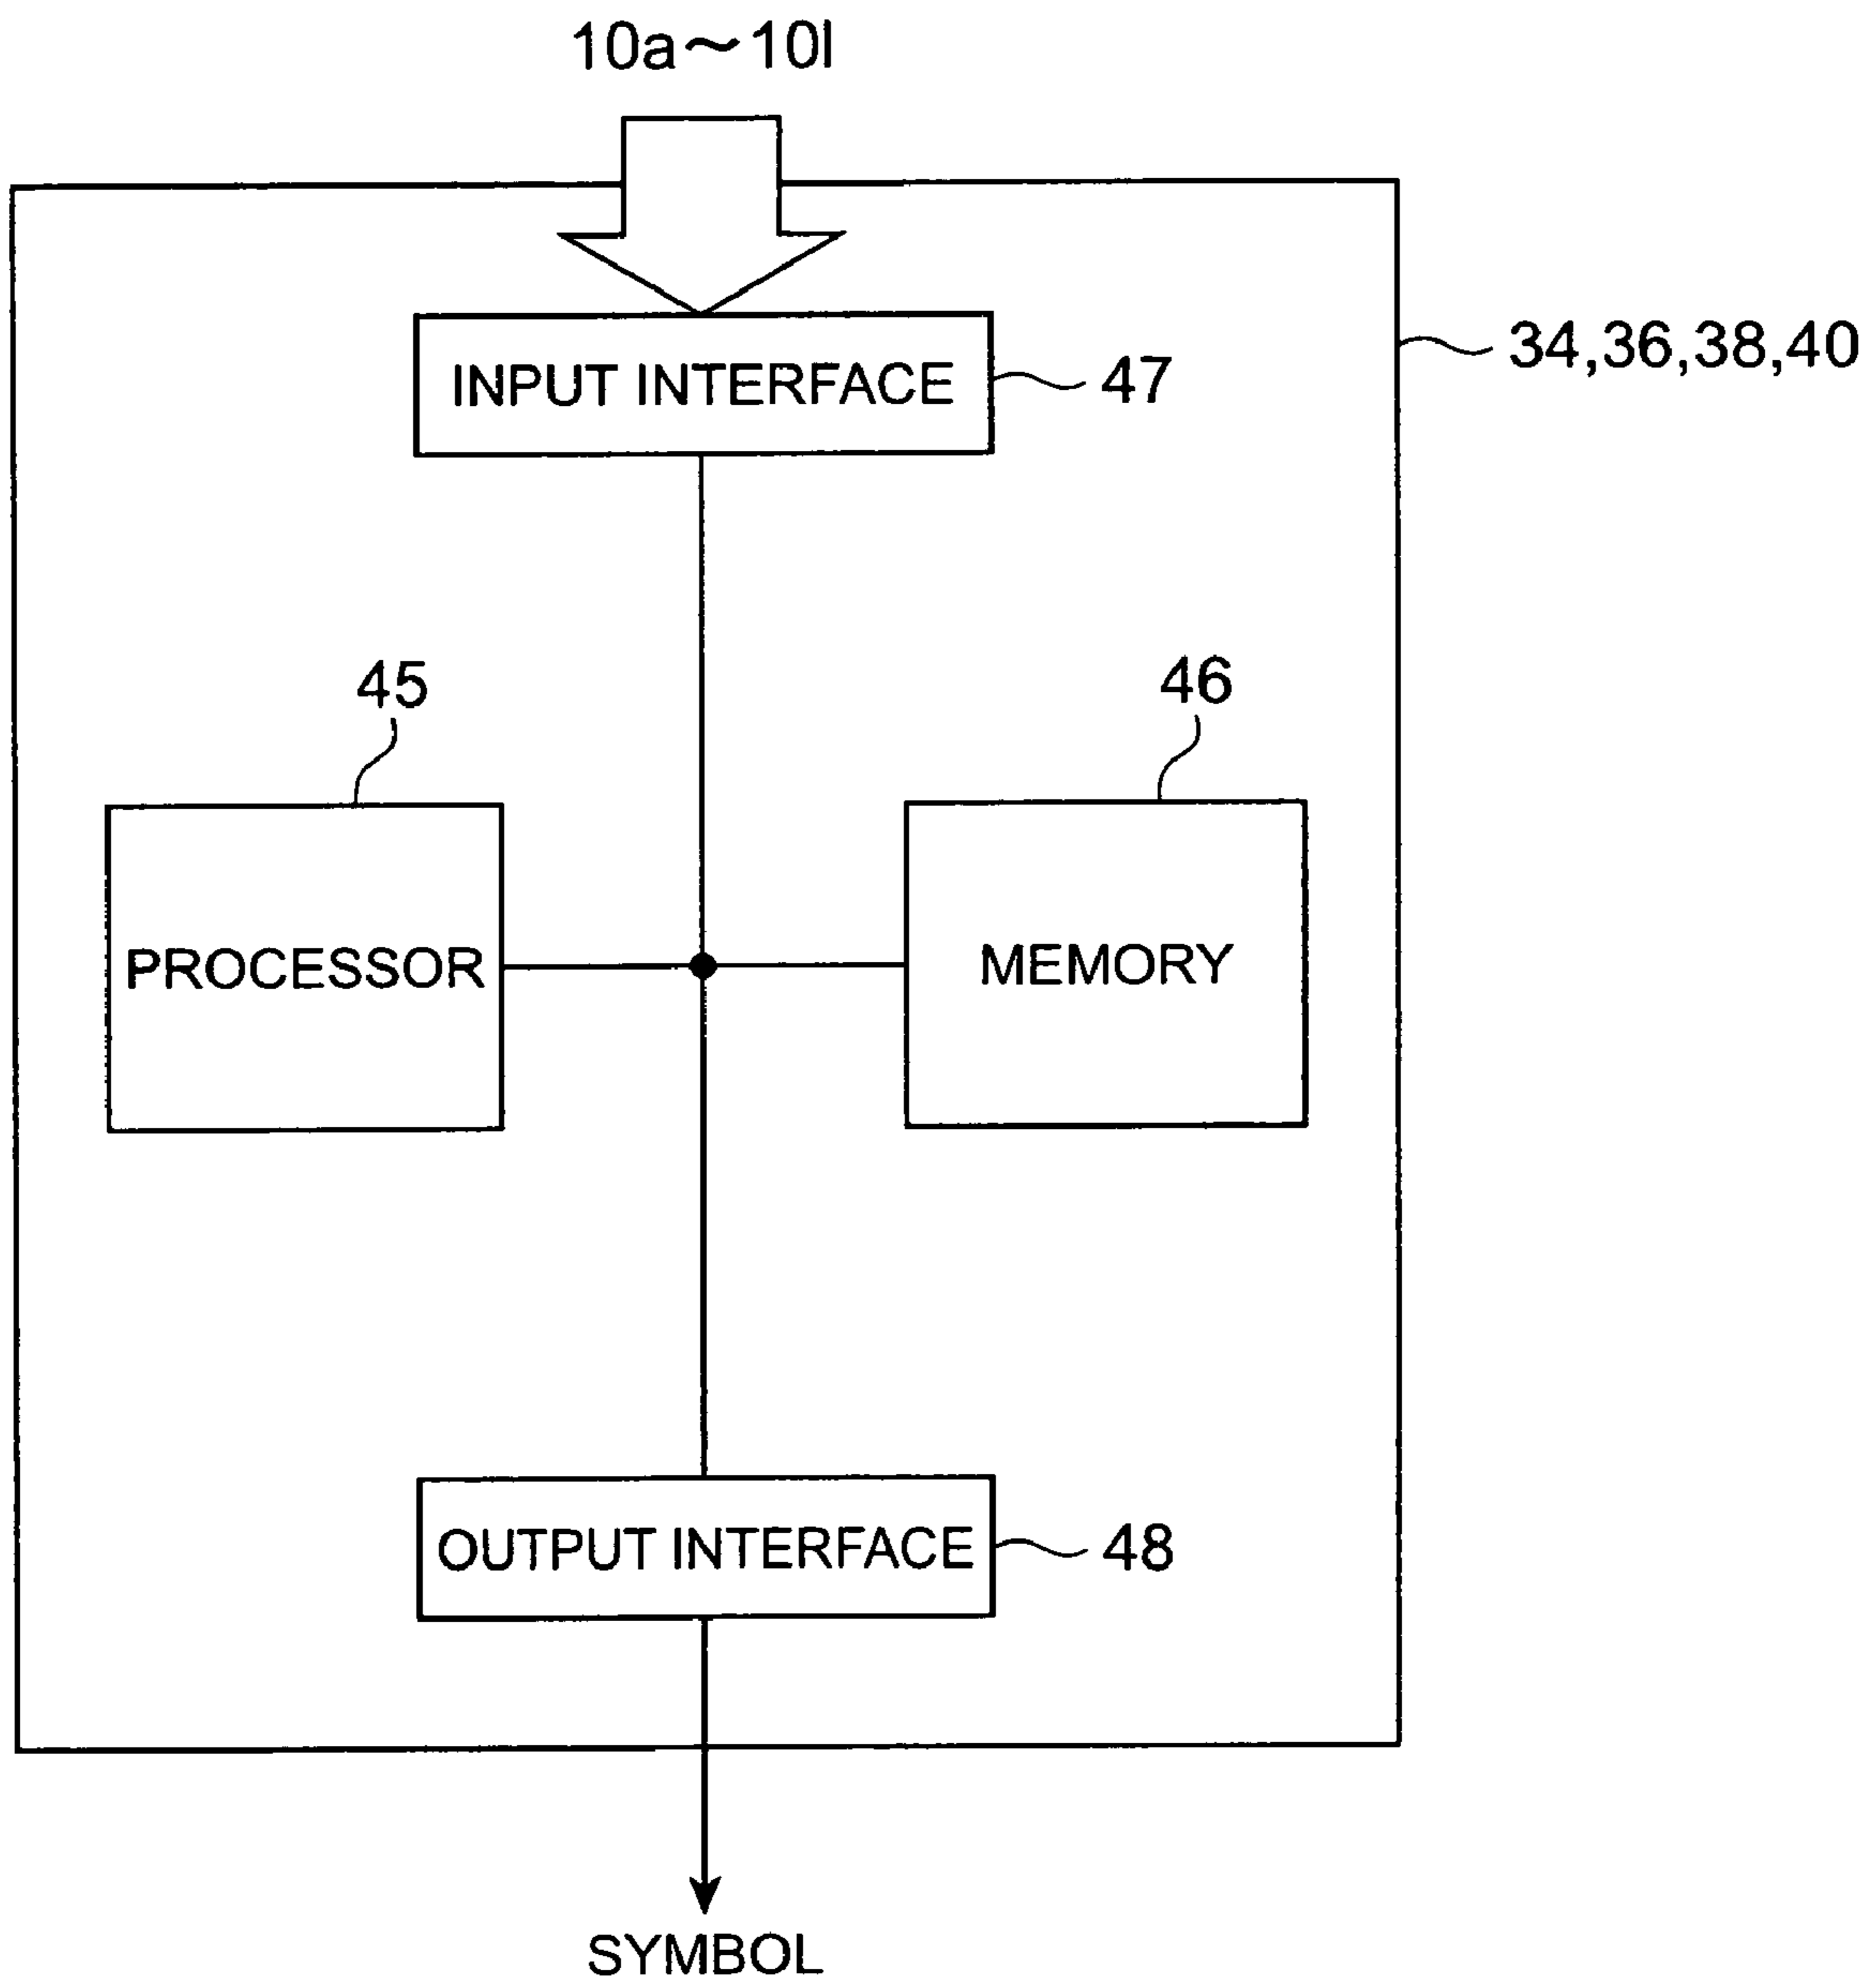 10a～10l
34,36,38,40
INPUT INTERFACE
47
45
46
PROCESSOR
MEMORY
OUTPUT INTERFACE
48
SYMBOL